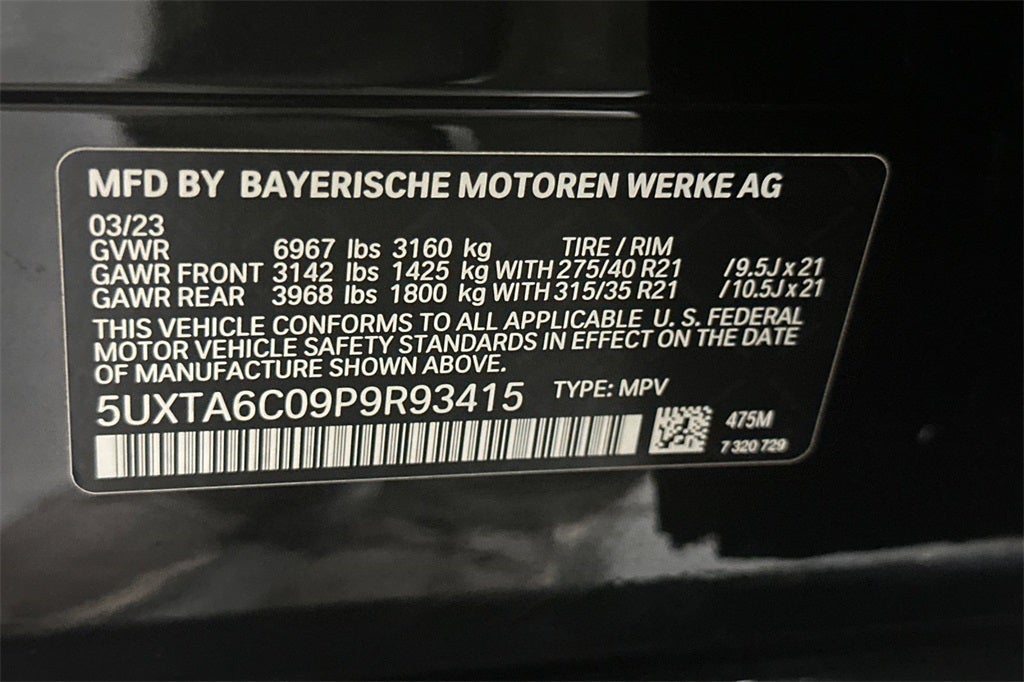 MFD BY BAYERISCHE MOTOREN WERKE AG
03/23
GVWR 6967 lbs 3160 kg TIRE / RIM
GAWR FRONT 3142 lbs 1425 kg WITH 275/40 R21 /9.5J x 21
GAWR REAR 3968 lbs 1800 kg WITH 315/35 R21 /10.5J x 21
THIS VEHICLE CONFORMS TO ALL APPLICABLE U. S. FEDERAL
MOTOR VEHICLE SAFETY STANDARDS IN EFFECT ON THE DATE
OF MANUFACTURE SHOWN ABOVE.
5UXTA6C09P9R93415 TYPE: MPV
475M
7 320 729